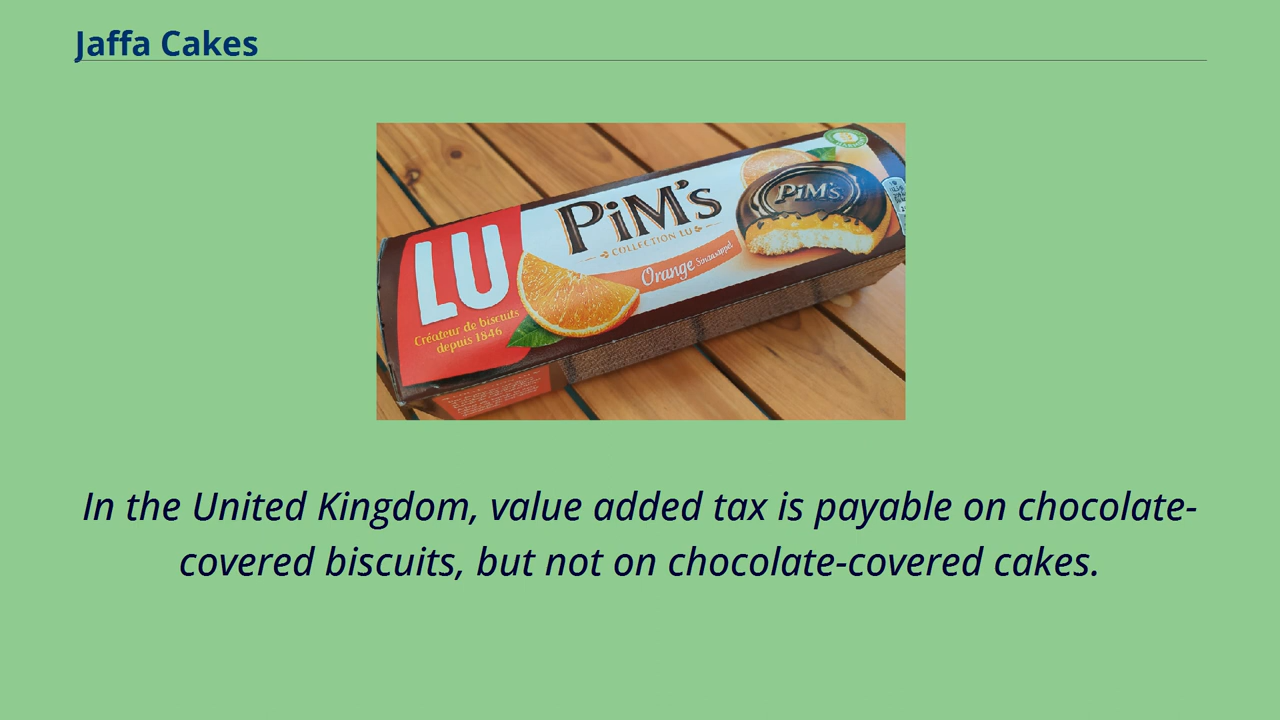 Jaffa Cakes
LU
Créateur de biscuits
depuis 1846
PiM's
COLLECTION LU
Orange Sinaasappel
PiM's
In the United Kingdom, value added tax is payable on chocolate-
covered biscuits, but not on chocolate-covered cakes.